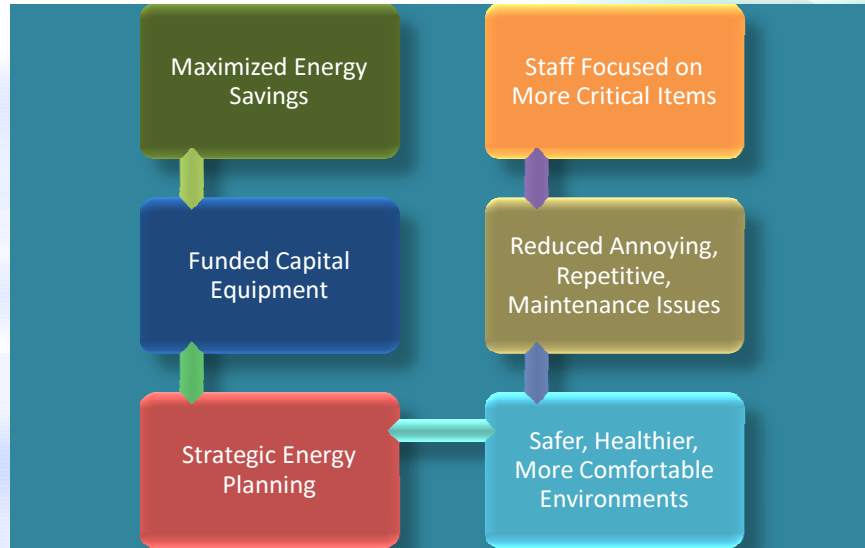 Maximized Energy
Savings
Funded Capital
Equipment
Strategic Energy
Planning
Safer, Healthier,
More Comfortable
Environments
Reduced Annoying,
Repetitive,
Maintenance Issues
Staff Focused on
More Critical Items